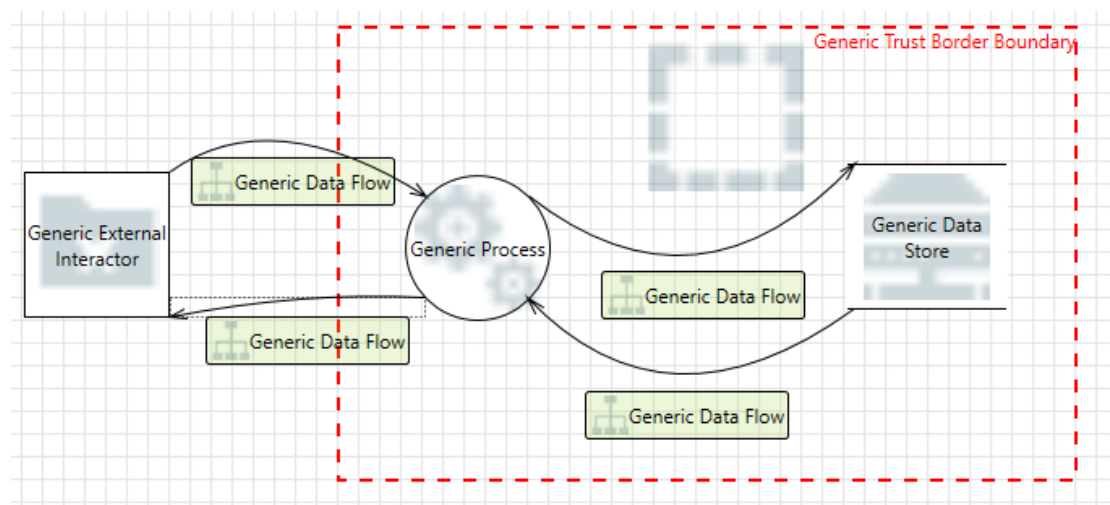 Generic Trust Border Boundary
Generic Data Flow
Generic External
Interactor
Generic Process
Generic Data
Store
Generic Data Flow
Generic Data Flow
Generic Data Flow